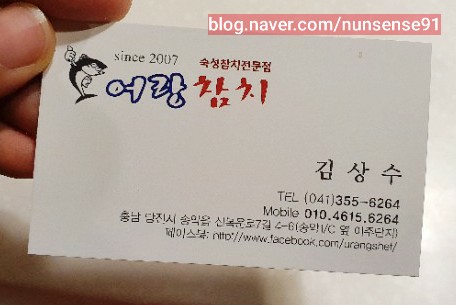 blog.naver.com/nunsense91
since 2007
숙성참치전문점
어랑참치
김상수
TEL (041)355-6264
Mobile 010.4615.6264
충남 당진시 송악읍 신복운로7길 4-6(송악I/C 옆 이주단지)
페이스북: http://www.facebook.com/urangshef/